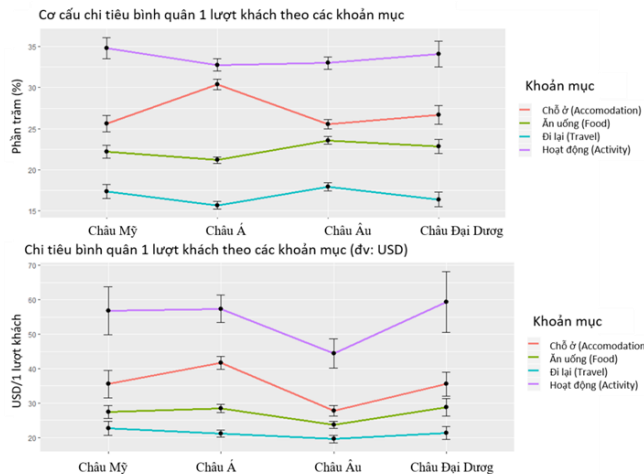 Cơ cấu chi tiêu bình quân 1 lượt khách theo các khoản mục
Phần trăm (%)
35
30
25
20
15
Châu Mỹ Châu Á Châu Âu Châu Đại Dươg
Khoản mục
Chỗ ở (Accomodation)
Ăn uống (Food)
Đi lại (Travel)
Hoạt động (Activity)
Chi tiêu bình quân 1 lượt khách theo các khoản mục (đv: USD)
USD/1 lượt khách
70
60
50
40
30
20
Châu Mỹ Châu Á Châu Âu Châu Đại Dươg
Khoản mục
Chỗ ở (Accomodation)
Ăn uống (Food)
Đi lại (Travel)
Hoạt động (Activity)